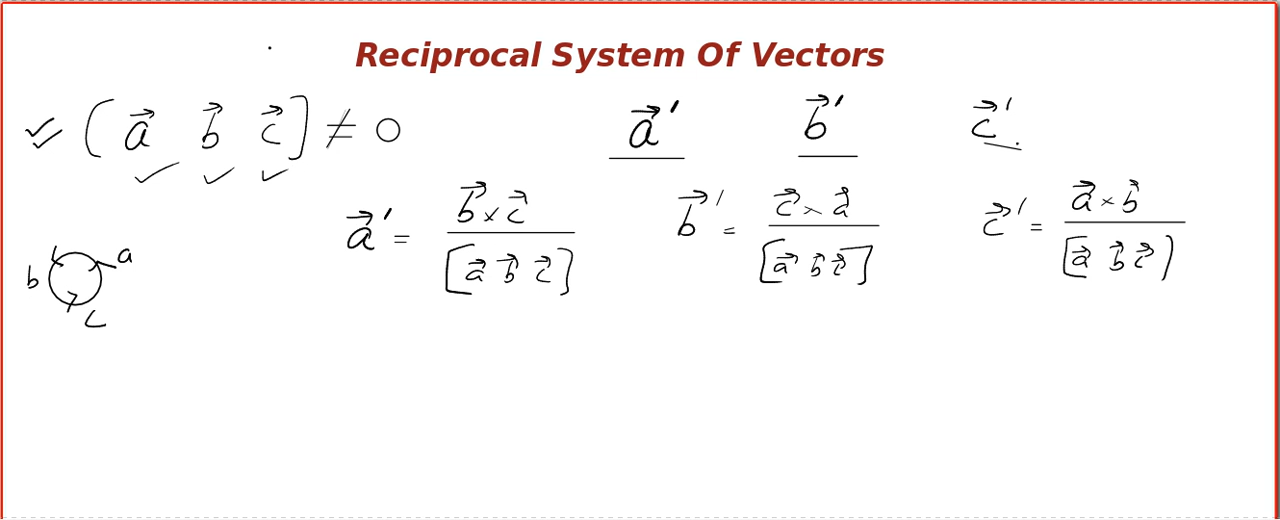 Reciprocal System Of Vectors
[a⃗ b⃗ c⃗] ≠ 0 a⃗' b⃗' c⃗'
a⃗' = b⃗ × c⃗ / [a⃗ b⃗ c⃗] b⃗' = c⃗ × a⃗ / [a⃗ b⃗ c⃗] c⃗' = a⃗ × b⃗ / [a⃗ b⃗ c⃗]
a
b
c